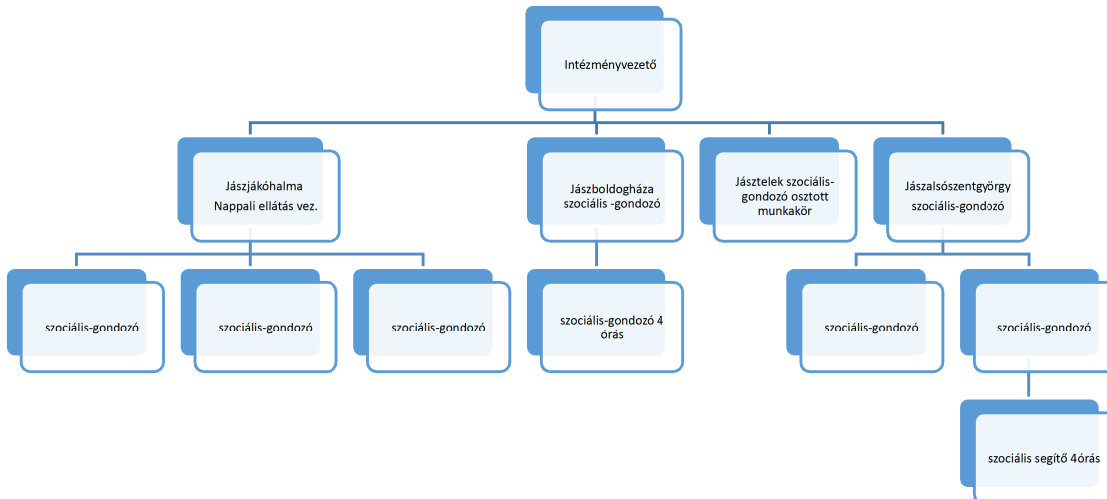 Intézményvezető
Jászjákóhalma
Nappali ellátás vez.
Jászboldogháza
szociális -gondozó
Jásztelek szociális-
gondozó osztott
munkakör
Jászalsószentgyörgy
szociális-gondozó
szociális-gondozó
szociális-gondozó
szociális-gondozó
szociális-gondozó 4
órás
szociális-gondozó
szociális-gondozó
szociális segítő 4órás